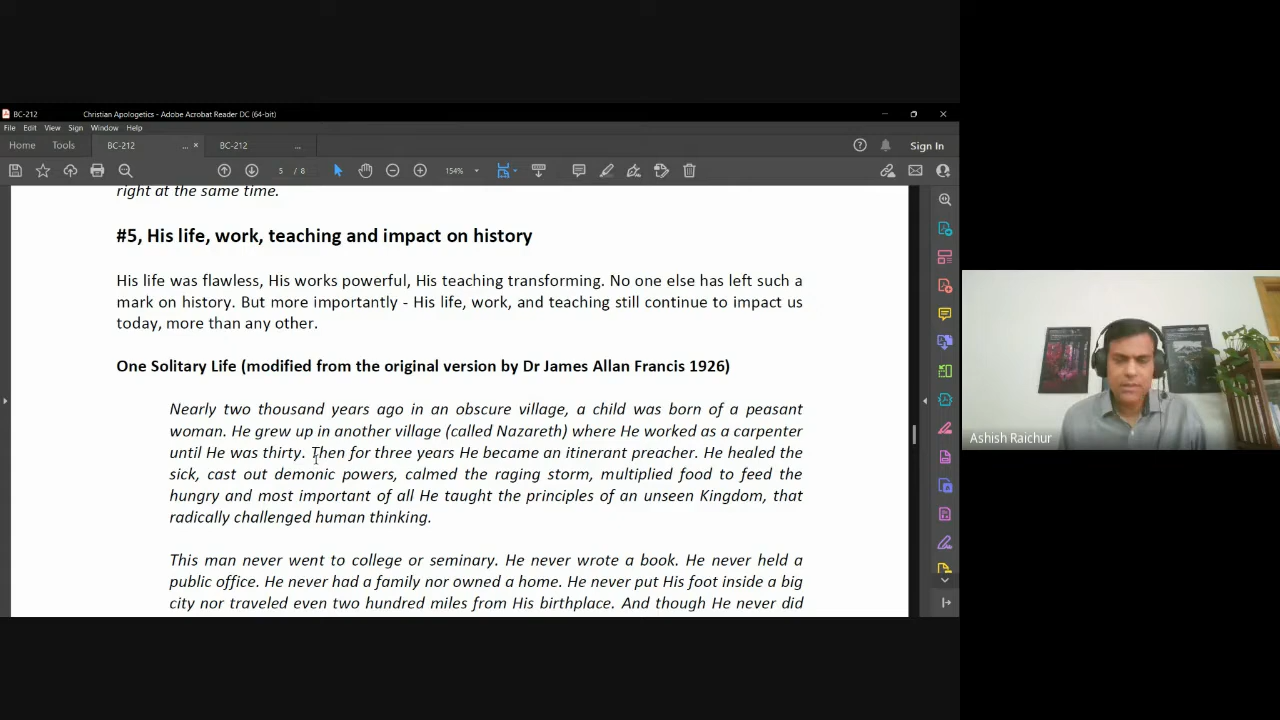 BC-212 Christian Apologetics - Adobe Acrobat Reader DC (64-bit)
File Edit View Sign Window Help
Home Tools BC-212 ... × BC-212 ... Sign In
5 / 8 154%
right at the same time.
#5, His life, work, teaching and impact on history
His life was flawless, His works powerful, His teaching transforming. No one else has left such a
mark on history. But more importantly - His life, work, and teaching still continue to impact us
today, more than any other.
One Solitary Life (modified from the original version by Dr James Allan Francis 1926)
Nearly two thousand years ago in an obscure village, a child was born of a peasant
woman. He grew up in another village (called Nazareth) where He worked as a carpenter
until He was thirty. Then for three years He became an itinerant preacher. He healed the
sick, cast out demonic powers, calmed the raging storm, multiplied food to feed the
hungry and most important of all He taught the principles of an unseen Kingdom, that
radically challenged human thinking.
This man never went to college or seminary. He never wrote a book. He never held a
public office. He never had a family nor owned a home. He never put His foot inside a big
city nor traveled even two hundred miles from His birthplace. And though He never did
Ashish Raichur